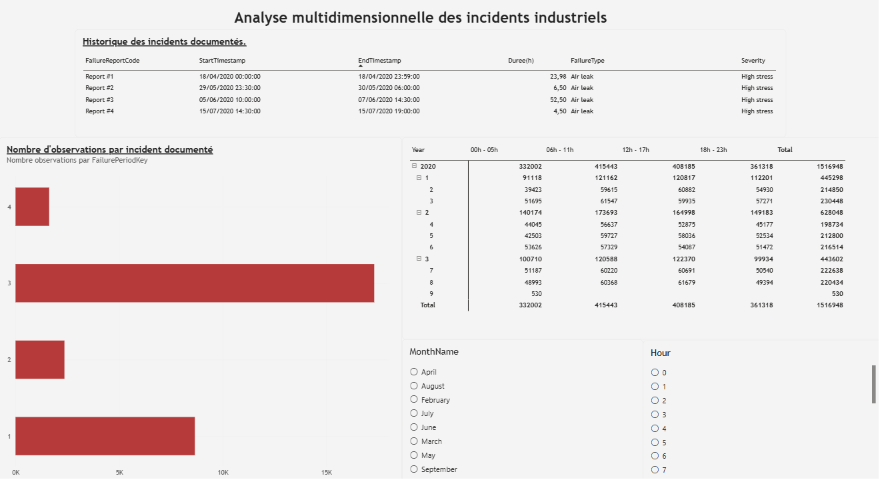 Analyse multidimensionnelle des incidents industriels
Historique des incidents documentés.
FailureReportCode StartTimestamp EndTimestamp Duree(h) FailureType Severity
Report #1 18/04/2020 00:00:00 18/04/2020 23:59:00 23,98 Air leak High stress
Report #2 29/05/2020 23:30:00 30/05/2020 06:00:00 6,50 Air leak High stress
Report #3 05/06/2020 10:00:00 07/06/2020 14:30:00 52,50 Air leak High stress
Report #4 15/07/2020 14:30:00 15/07/2020 19:00:00 4,50 Air leak High stress
Nombre d'observations par incident documenté
Nombre observations par FailurePeriodKey
4
3
2
1
0K 5K 10K 15K
Year 00h - 05h 06h - 11h 12h - 17h 18h - 23h Total
2020 332002 415443 408185 361318 1516948
1 91118 121162 120817 112201 445298
2 39423 59615 60882 54930 214850
3 51695 61547 59935 57271 230448
2 140174 173693 164998 149183 628048
4 44045 56637 52875 45177 198734
5 42503 59727 58036 52534 212800
6 53626 57329 54087 51472 216514
3 100710 120588 122370 99934 443602
7 51187 60220 60691 50540 222638
8 48993 60368 61679 49394 220434
9 530 530
Total 332002 415443 408185 361318 1516948
MonthName
April
August
February
July
June
March
May
September
Hour
0
1
2
3
4
5
6
7